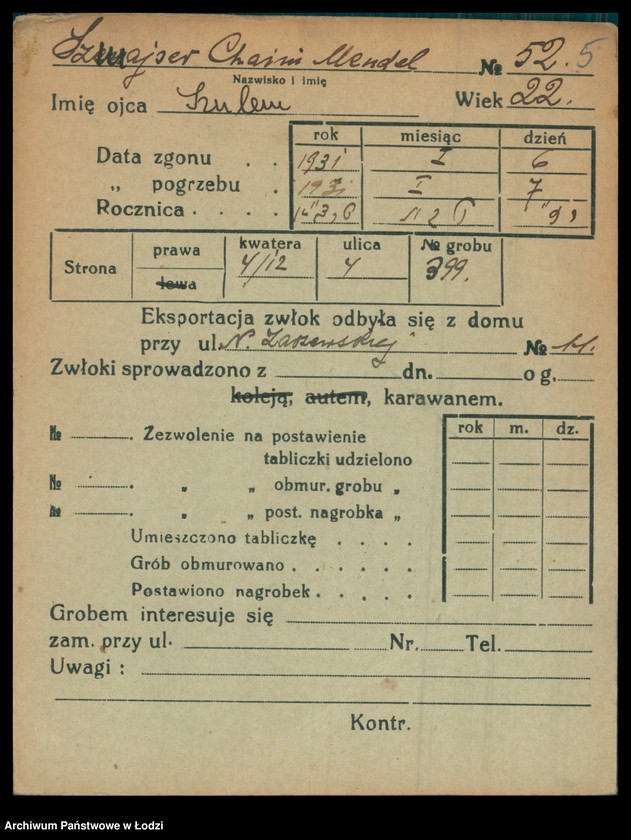 Szmajser Chaim Mendel № 52.5
Nazwisko i imię
Imię ojca Szulem Wiek 22.
rok miesiąc dzień
Data zgonu . . 1931 I 6
„ pogrzebu . 1931 I 7
Rocznica . . . .
Strona prawa lewa kwatera 4/12 ulica 4 № grobu 399.
Eksportacja zwłok odbyła się z domu
przy ul. N. Zarzewskiej № 11.
Zwłoki sprowadzono z dn. o g.
koleją, autem, karawanem.
rok m. dz.
№ . Zezwolenie na postawienie
tabliczki udzielono
№ . „ „ obmur. grobu „
№ . „ „ post. nagrobka „
Umieszczono tabliczkę . . . .
Grób obmurowano . . . . . .
Postawiono nagrobek . . . . .
Grobem interesuje się
zam. przy ul. Nr. Tel.
Uwagi :
Kontr.
Archiwum Państwowe w Łodzi